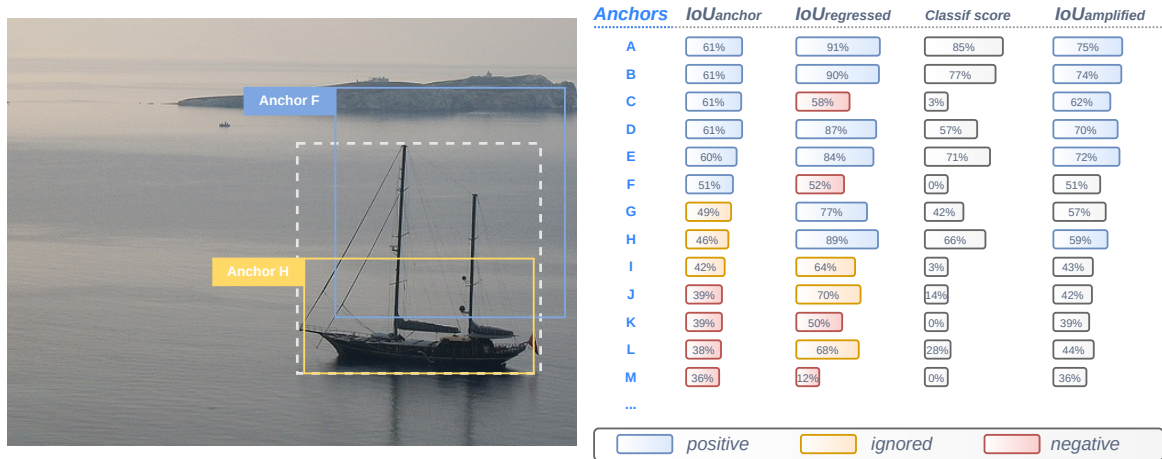 Anchors IoUanchor IoUregressed Classif score IoUamplified
A 61% 91% 85% 75%
B 61% 90% 77% 74%
C 61% 58% 3% 62%
D 61% 87% 57% 70%
E 60% 84% 71% 72%
F 51% 52% 0% 51%
G 49% 77% 42% 57%
H 46% 89% 66% 59%
I 42% 64% 3% 43%
J 39% 70% 14% 42%
K 39% 50% 0% 39%
L 38% 68% 28% 44%
M 36% 12% 0% 36%
...
positive ignored negative
Anchor F
Anchor H